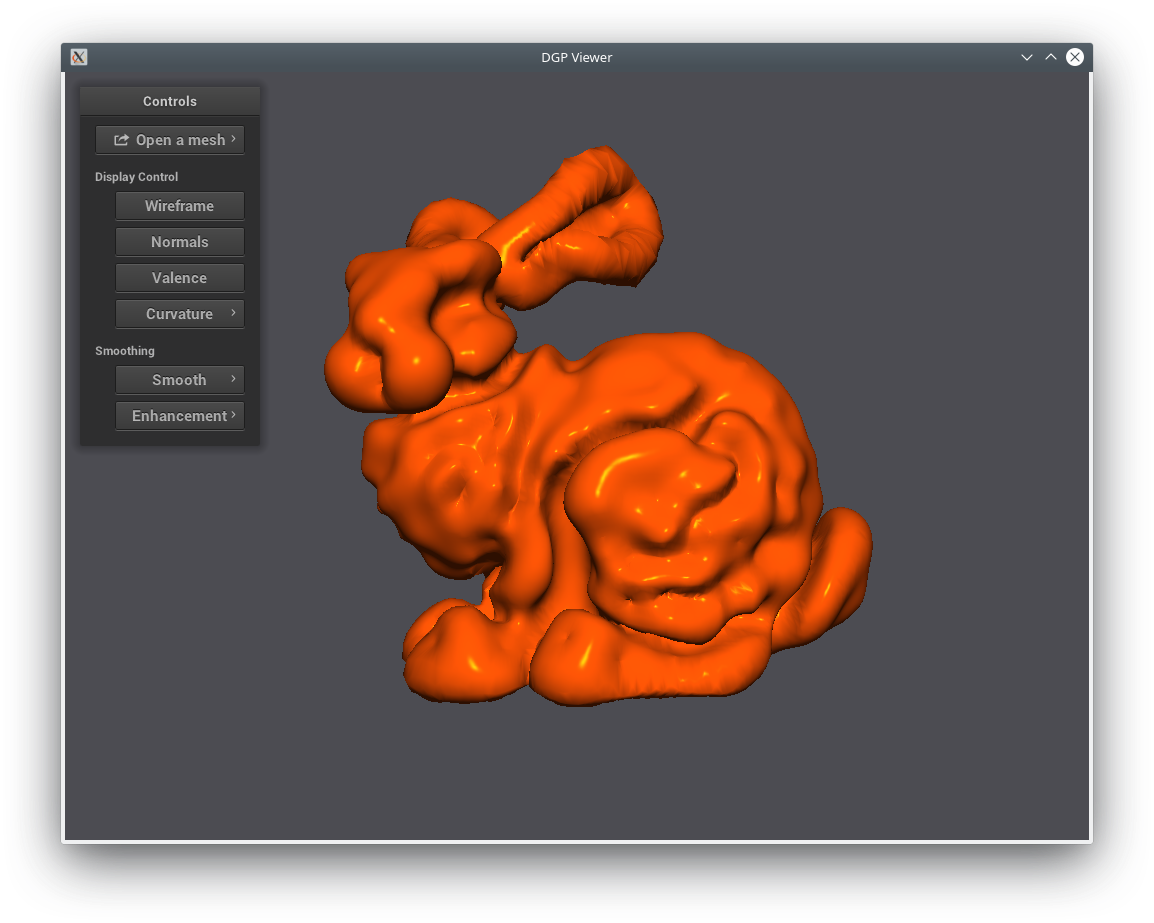 DGP Viewer
Controls
Open a mesh
Display Control
Wireframe
Normals
Valence
Curvature
Smoothing
Smooth
Enhancement